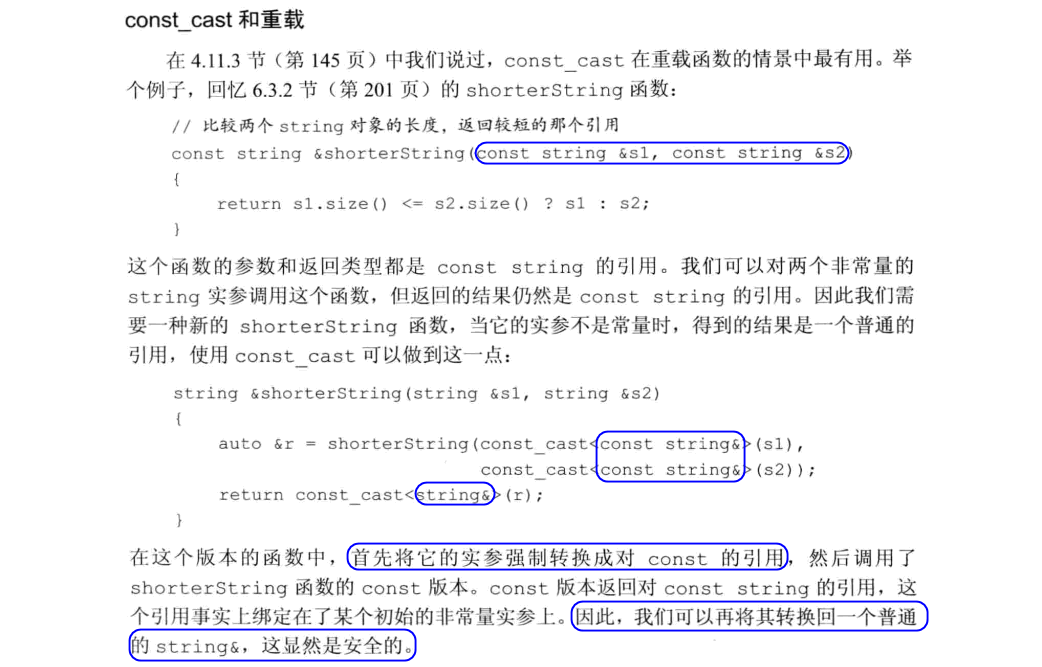 const_cast 和重载
在 4.11.3 节（第 145 页）中我们说过，const_cast 在重载函数的情景中最有用。举
个例子，回忆 6.3.2 节（第 201 页）的 shorterString 函数：
// 比较两个 string 对象的长度，返回较短的那个引用
const string &shorterString(const string &s1, const string &s2)
{
return s1.size() <= s2.size() ? s1 : s2;
}
这个函数的参数和返回类型都是 const string 的引用。我们可以对两个非常量的
string 实参调用这个函数，但返回的结果仍然是 const string 的引用。因此我们需
要一种新的 shorterString 函数，当它的实参不是常量时，得到的结果是一个普通的
引用，使用 const_cast 可以做到这一点：
string &shorterString(string &s1, string &s2)
{
auto &r = shorterString(const_cast<const string&>(s1),
const_cast<const string&>(s2));
return const_cast<string&>(r);
}
在这个版本的函数中，首先将它的实参强制转换成对 const 的引用，然后调用了
shorterString 函数的 const 版本。const 版本返回对 const string 的引用，这
个引用事实上绑定在了某个初始的非常量实参上。因此，我们可以再将其转换回一个普通
的 string&，这显然是安全的。